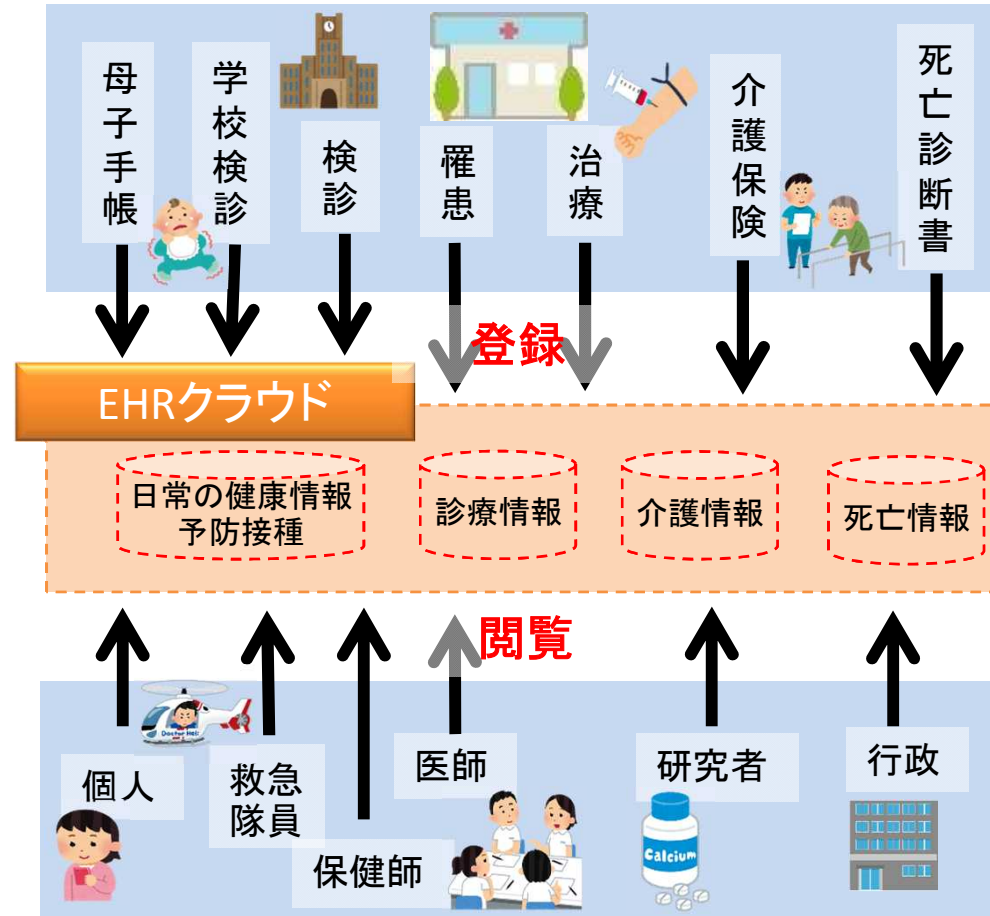 母子手帳
学校検診
検診
罹患
治療
介護保険
死亡診断書
登録
EHRクラウド
日常の健康情報
予防接種
診療情報
介護情報
死亡情報
閲覧
Doctor Heli
個人
救急
隊員
保健師
医師
研究者
行政
Calcium